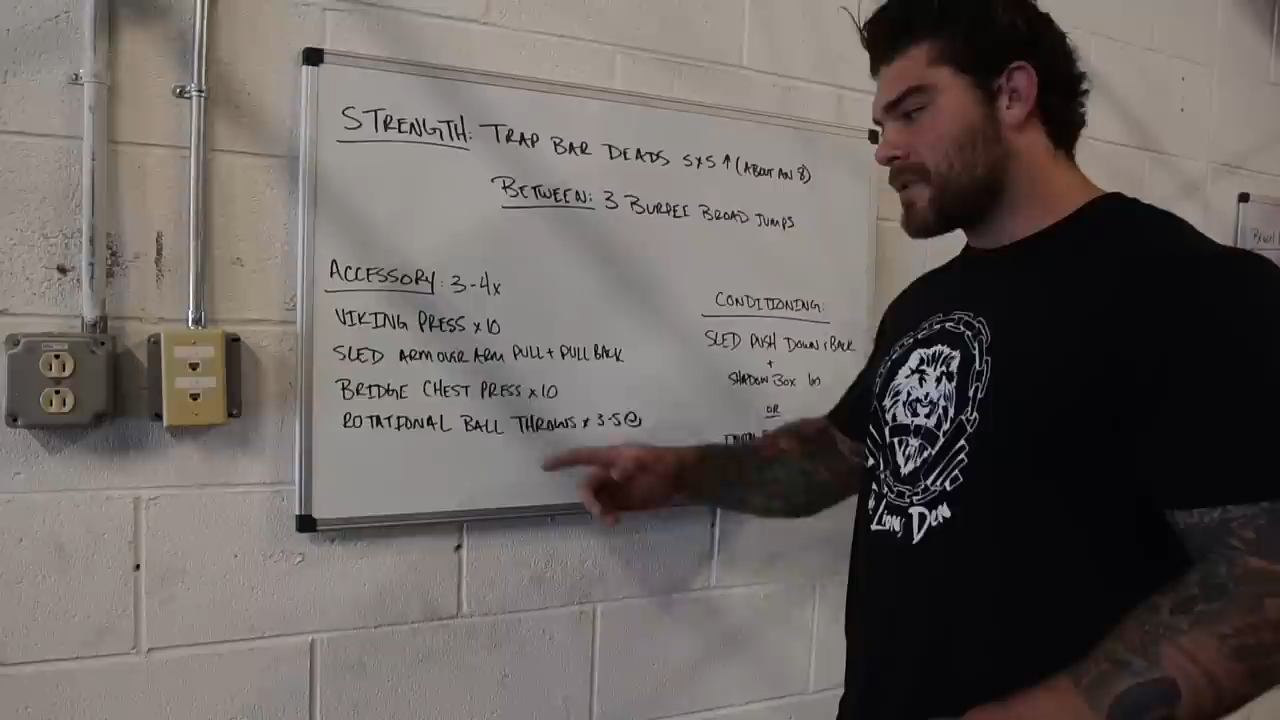 STRENGTH: TRAP BAR DEADS 5x5 ↑ (ABOUT AN 8)
BETWEEN: 3 BURPEE BROAD JUMPS
ACCESSORY: 3-4x
VIKING PRESS x 10
SLED ARM OVER ARM PULL + PULL BACK
BRIDGE CHEST PRESS x 10
ROTATIONAL BALL THROWS x 3-5 @
CONDITIONING:
SLED PUSH DOWN & BACK
+
SHADOW BOX
OR
LIONS DEN